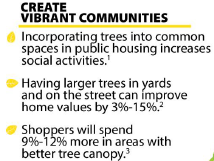 CREATE
VIBRANT COMMUNITIES
Incorporating trees into common
spaces in public housing increases
social activities.¹
Having larger trees in yards
and on the street can improve
home values by 3%-15%.²
Shoppers will spend
9%-12% more in areas with
better tree canopy.³